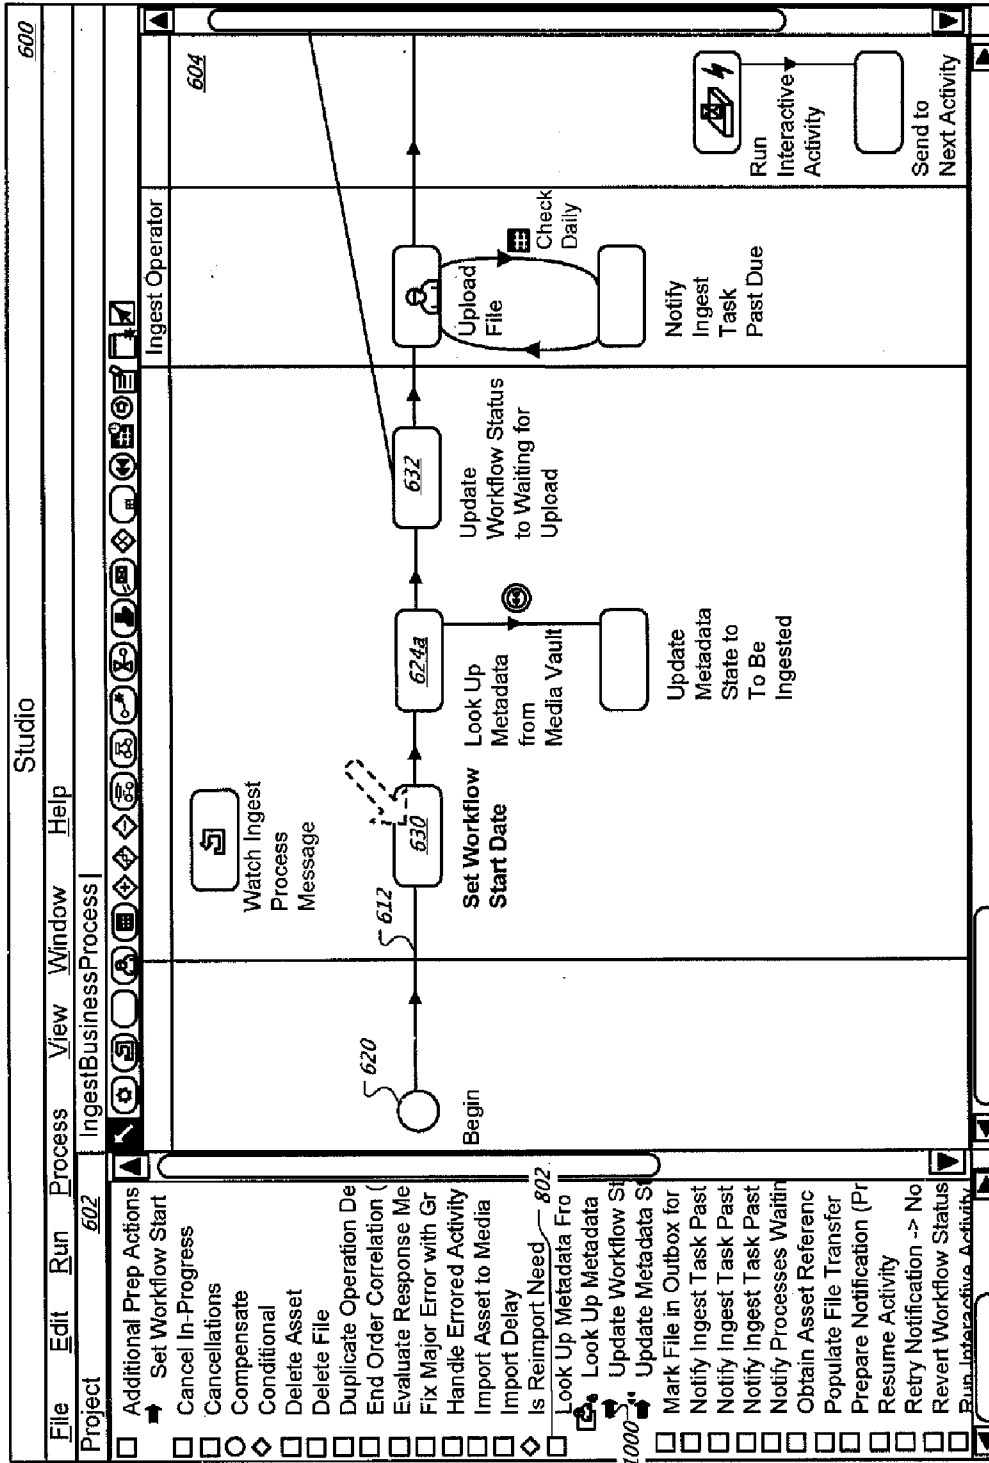 600
Studio
File Edit Run Process View Window Help
Project 602
IngestBusinessProcess
Additional Prep Actions
Set Workflow Start
Cancel In-Progress
Cancellations
Compensate
Conditional
Delete Asset
Delete File
Duplicate Operation De
End Order Correlation (
Evaluate Response Me
Fix Major Error with Gr
Handle Errored Activity
Import Asset to Media
Import Delay
Is Reimport Need
802
Look Up Metadata Fro
Look Up Metadata
Update Workflow St
Update Metadata St
1000
Mark File in Outbox for
Notify Ingest Task Past
Notify Ingest Task Past
Notify Ingest Task Past
Notify Processes Waitin
Obtain Asset Referenc
Populate File Transfer
Prepare Notification (Pr
Resume Activity
Retry Notification -> No
Revert Workflow Status
Run Interactive Activity
Ingest Operator
604
Watch Ingest
Process
Message
620
Begin
612
630
Set Workflow
Start Date
624a
Look Up
Metadata
from
Media Vault
Update
Metadata
State to
To Be
Ingested
632
Update
Workflow Status
to Waiting for
Upload
Upload
File
Check
Daily
Notify
Ingest
Task
Past Due
Run
Interactive
Activity
Send to
Next Activity